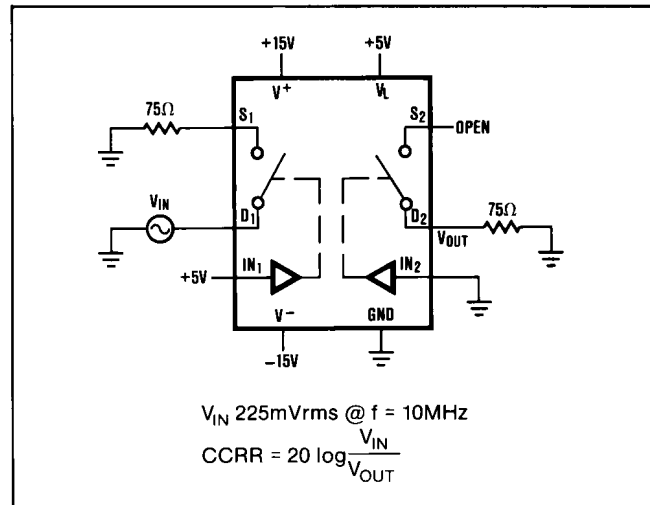 +15V +5V
V+ VL
75Ω S1 S2 OPEN
VIN D1 D2 75Ω
VOUT
+5V IN1 IN2
V− GND
−15V
VIN 225mVrms @ f = 10MHz
CCRR = 20 log VIN
VOUT